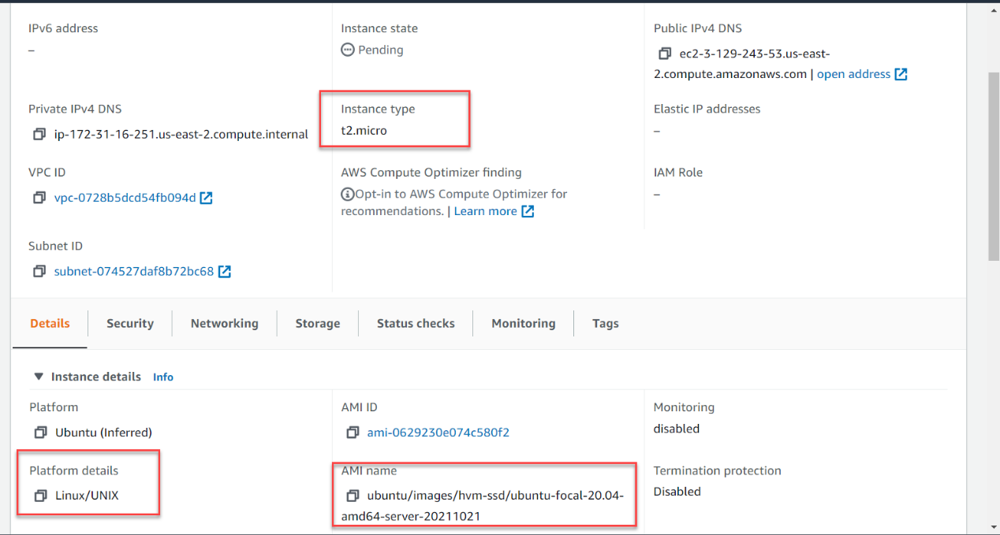 IPv6 address
–
Instance state
Pending
Public IPv4 DNS
ec2-3-129-243-53.us-east-
2.compute.amazonaws.com | open address
Private IPv4 DNS
ip-172-31-16-251.us-east-2.compute.internal
Instance type
t2.micro
Elastic IP addresses
–
VPC ID
vpc-0728b5dcd54fb094d
AWS Compute Optimizer finding
Opt-in to AWS Compute Optimizer for
recommendations. | Learn more
IAM Role
–
Subnet ID
subnet-074527daf8b72bc68
Details
Security
Networking
Storage
Status checks
Monitoring
Tags
Instance details Info
Platform
Ubuntu (Inferred)
AMI ID
ami-0629230e074c580f2
Monitoring
disabled
Platform details
Linux/UNIX
AMI name
ubuntu/images/hvm-ssd/ubuntu-focal-20.04-
amd64-server-20211021
Termination protection
Disabled